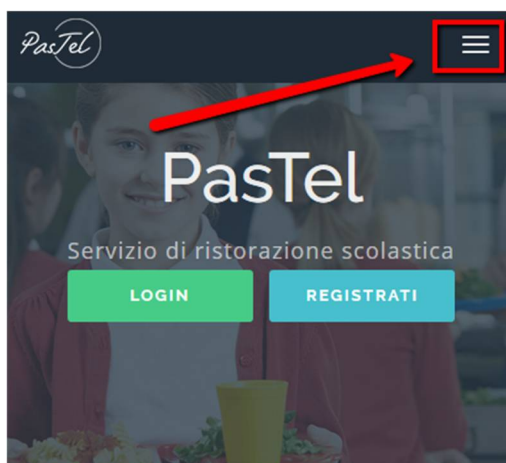 PasTel
PasTel
Servizio di ristorazione scolastica
LOGIN
REGISTRATI